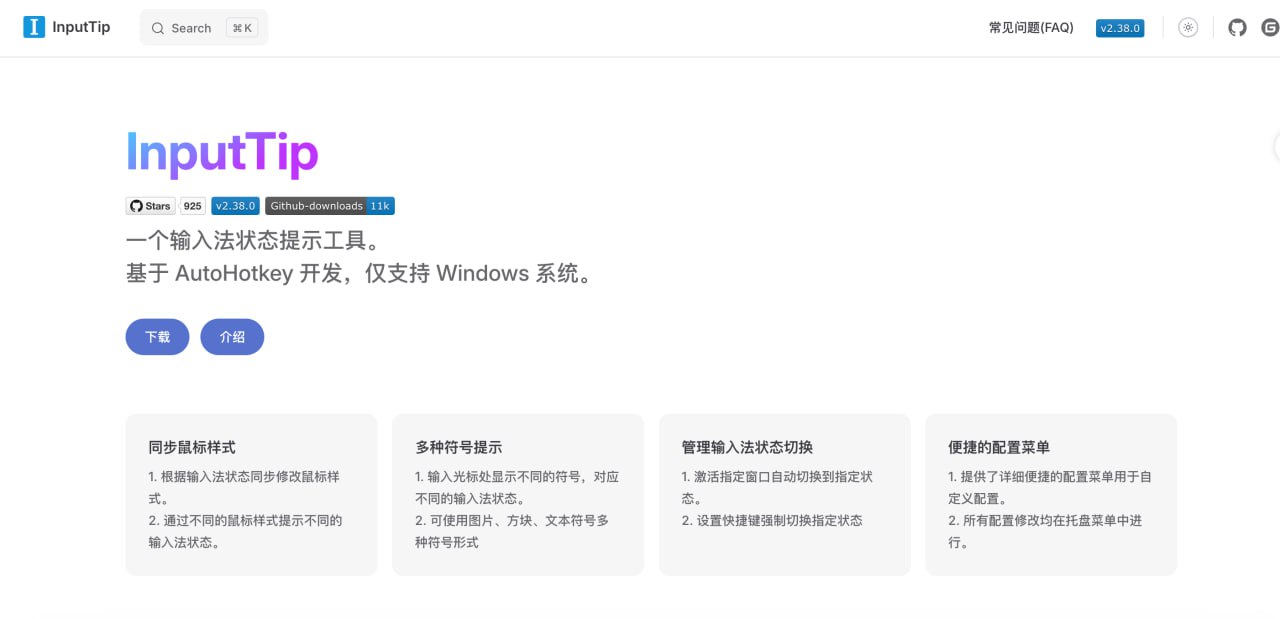 InputTip
Search ⌘ K
常见问题(FAQ)
v2.38.0
InputTip
Stars 925 v2.38.0 Github-downloads 11k
一个输入法状态提示工具。
基于 AutoHotkey 开发，仅支持 Windows 系统。
下载 介绍
同步鼠标样式
1. 根据输入法状态同步修改鼠标样
式。
2. 通过不同的鼠标样式提示不同的
输入法状态。
多种符号提示
1. 输入光标处显示不同的符号，对应
不同的输入法状态。
2. 可使用图片、方块、文本符号多
种符号形式
管理输入法状态切换
1. 激活指定窗口自动切换到指定状
态。
2. 设置快捷键强制切换指定状态
便捷的配置菜单
1. 提供了详细便捷的配置菜单用于自
定义配置。
2. 所有配置修改均在托盘菜单中进
行。